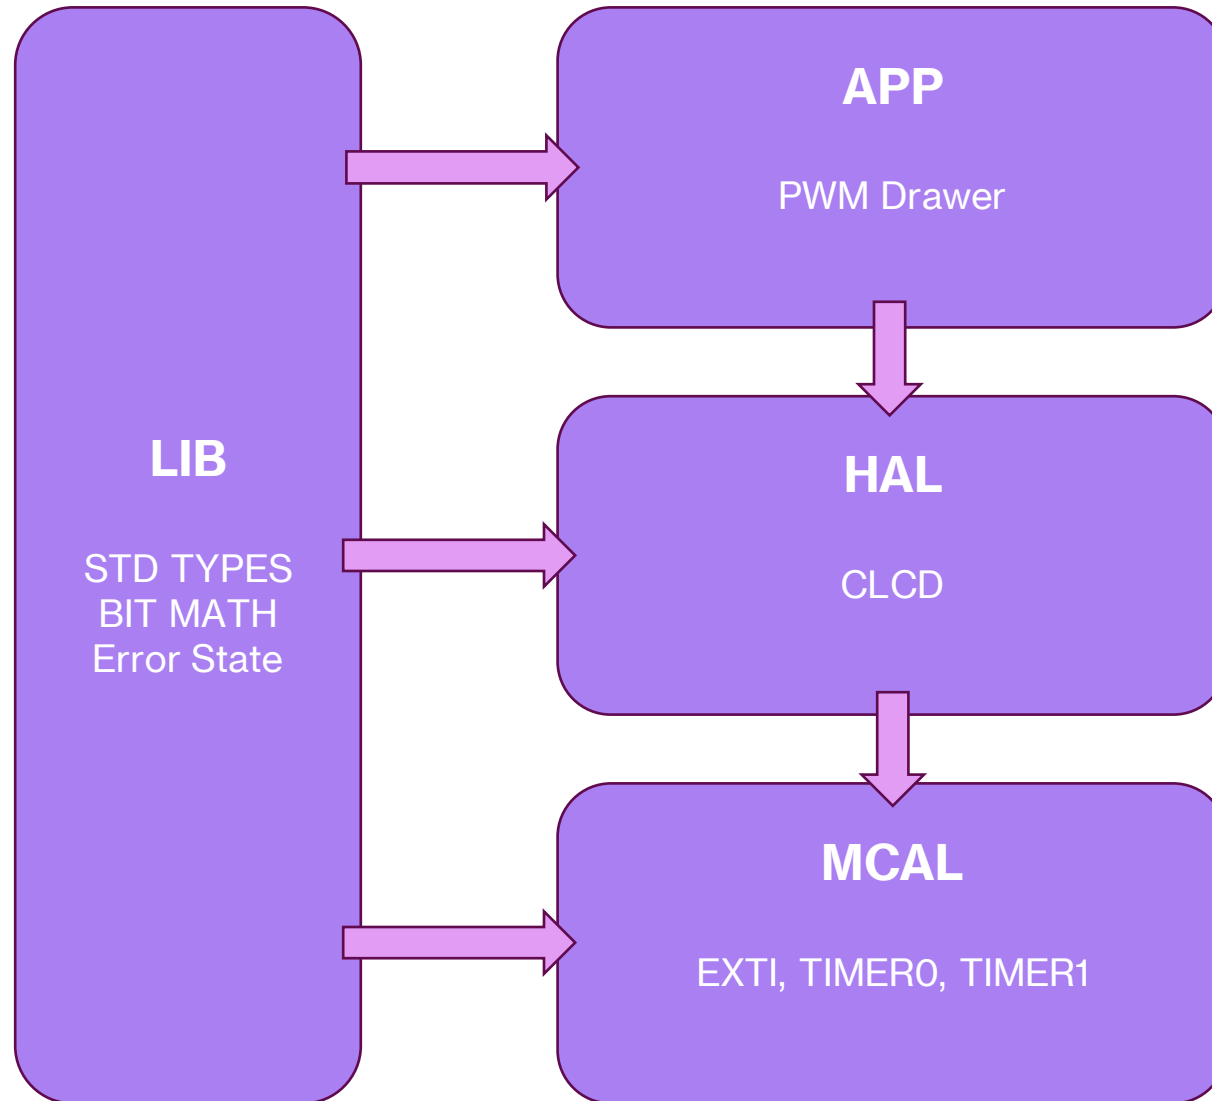 LIB
STD TYPES
BIT MATH
Error State
APP
PWM Drawer
HAL
CLCD
MCAL
EXTI, TIMER0, TIMER1